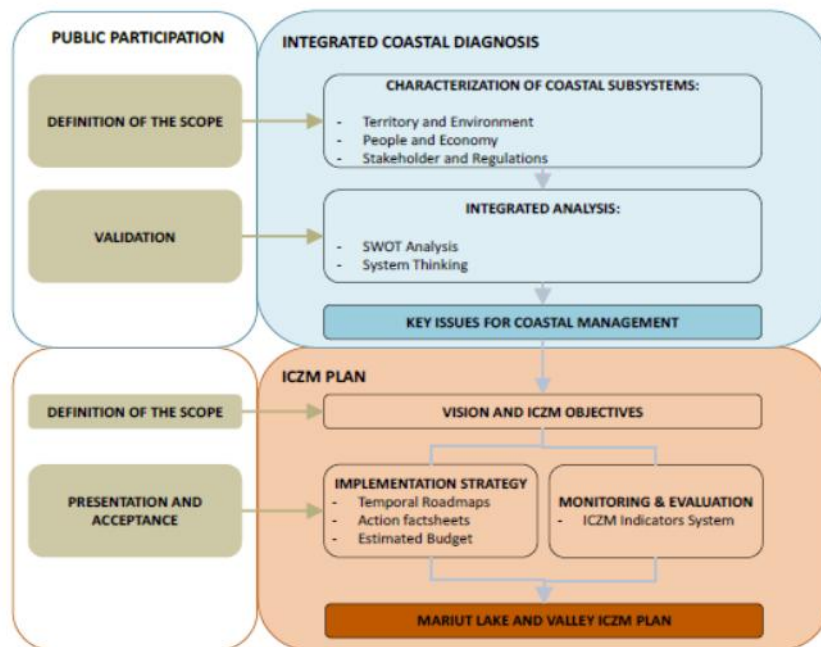 PUBLIC PARTICIPATION
INTEGRATED COASTAL DIAGNOSIS
DEFINITION OF THE SCOPE
CHARACTERIZATION OF COASTAL SUBSYSTEMS:
- Territory and Environment
- People and Economy
- Stakeholder and Regulations
VALIDATION
INTEGRATED ANALYSIS:
- SWOT Analysis
- System Thinking
KEY ISSUES FOR COASTAL MANAGEMENT
ICZM PLAN
DEFINITION OF THE SCOPE
VISION AND ICZM OBJECTIVES
PRESENTATION AND
ACCEPTANCE
IMPLEMENTATION STRATEGY
- Temporal Roadmaps
- Action factsheets
- Estimated Budget
MONITORING & EVALUATION
- ICZM Indicators System
MARIUT LAKE AND VALLEY ICZM PLAN